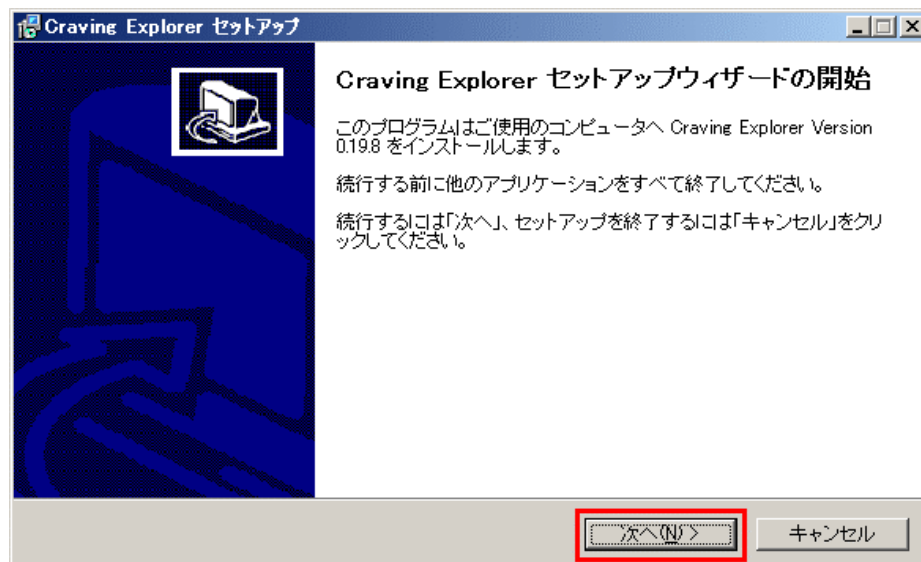 Craving Explorer セットアップ
Craving Explorer セットアップウィザードの開始
このプログラムはご使用のコンピュータへ Craving Explorer Version
0.19.8 をインストールします。
続行する前に他のアプリケーションをすべて終了してください。
続行するには「次へ」、セットアップを終了するには「キャンセル」をクリ
ックしてください。
次へ(N) >
キャンセル